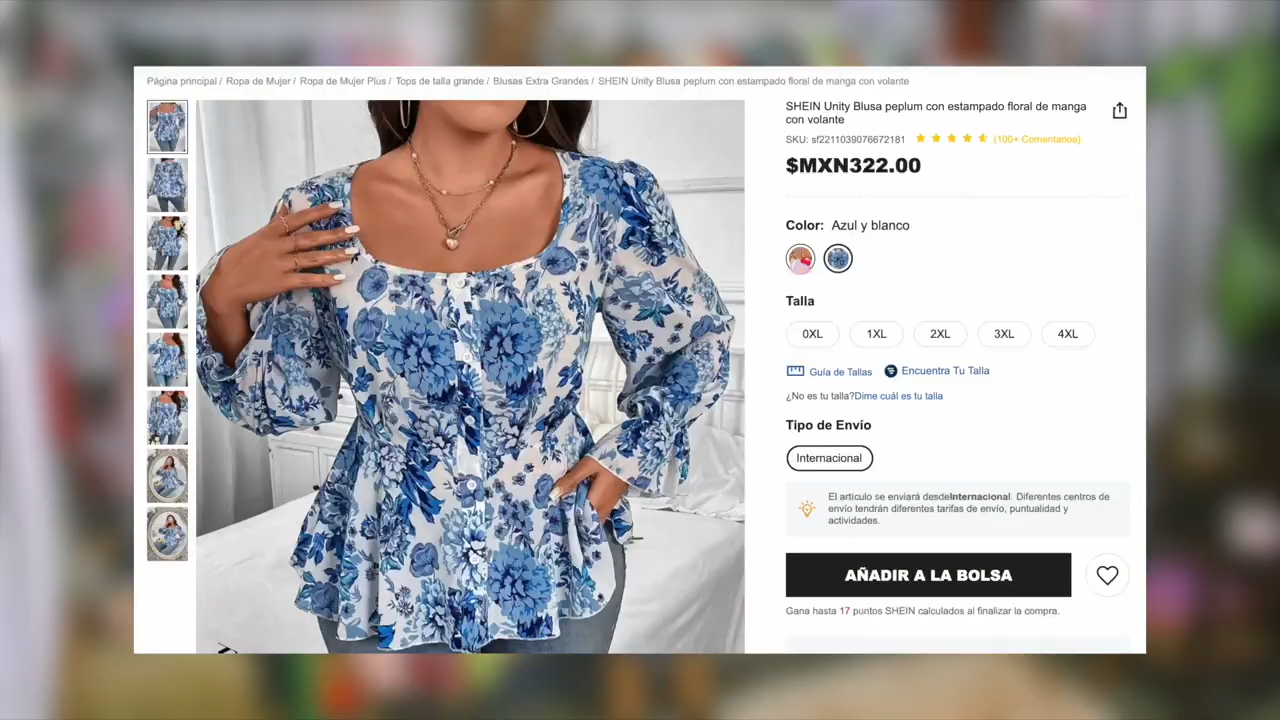 Página principal / Ropa de Mujer / Ropa de Mujer Plus / Tops de talla grande / Blusas Extra Grandes / SHEIN Unity Blusa peplum con estampado floral de manga con volante
SHEIN Unity Blusa peplum con estampado floral de manga
con volante
SKU: sf2211039076672181 (100+ Comentarios)
$MXN322.00
Color: Azul y blanco
Talla
0XL 1XL 2XL 3XL 4XL
Guía de Tallas Encuentra Tu Talla
¿No es tu talla?Dime cuál es tu talla
Tipo de Envío
Internacional
El artículo se enviará desdeInternacional. Diferentes centros de
envío tendrán diferentes tarifas de envío, puntualidad y
actividades.
AÑADIR A LA BOLSA
Gana hasta 17 puntos SHEIN calculados al finalizar la compra.